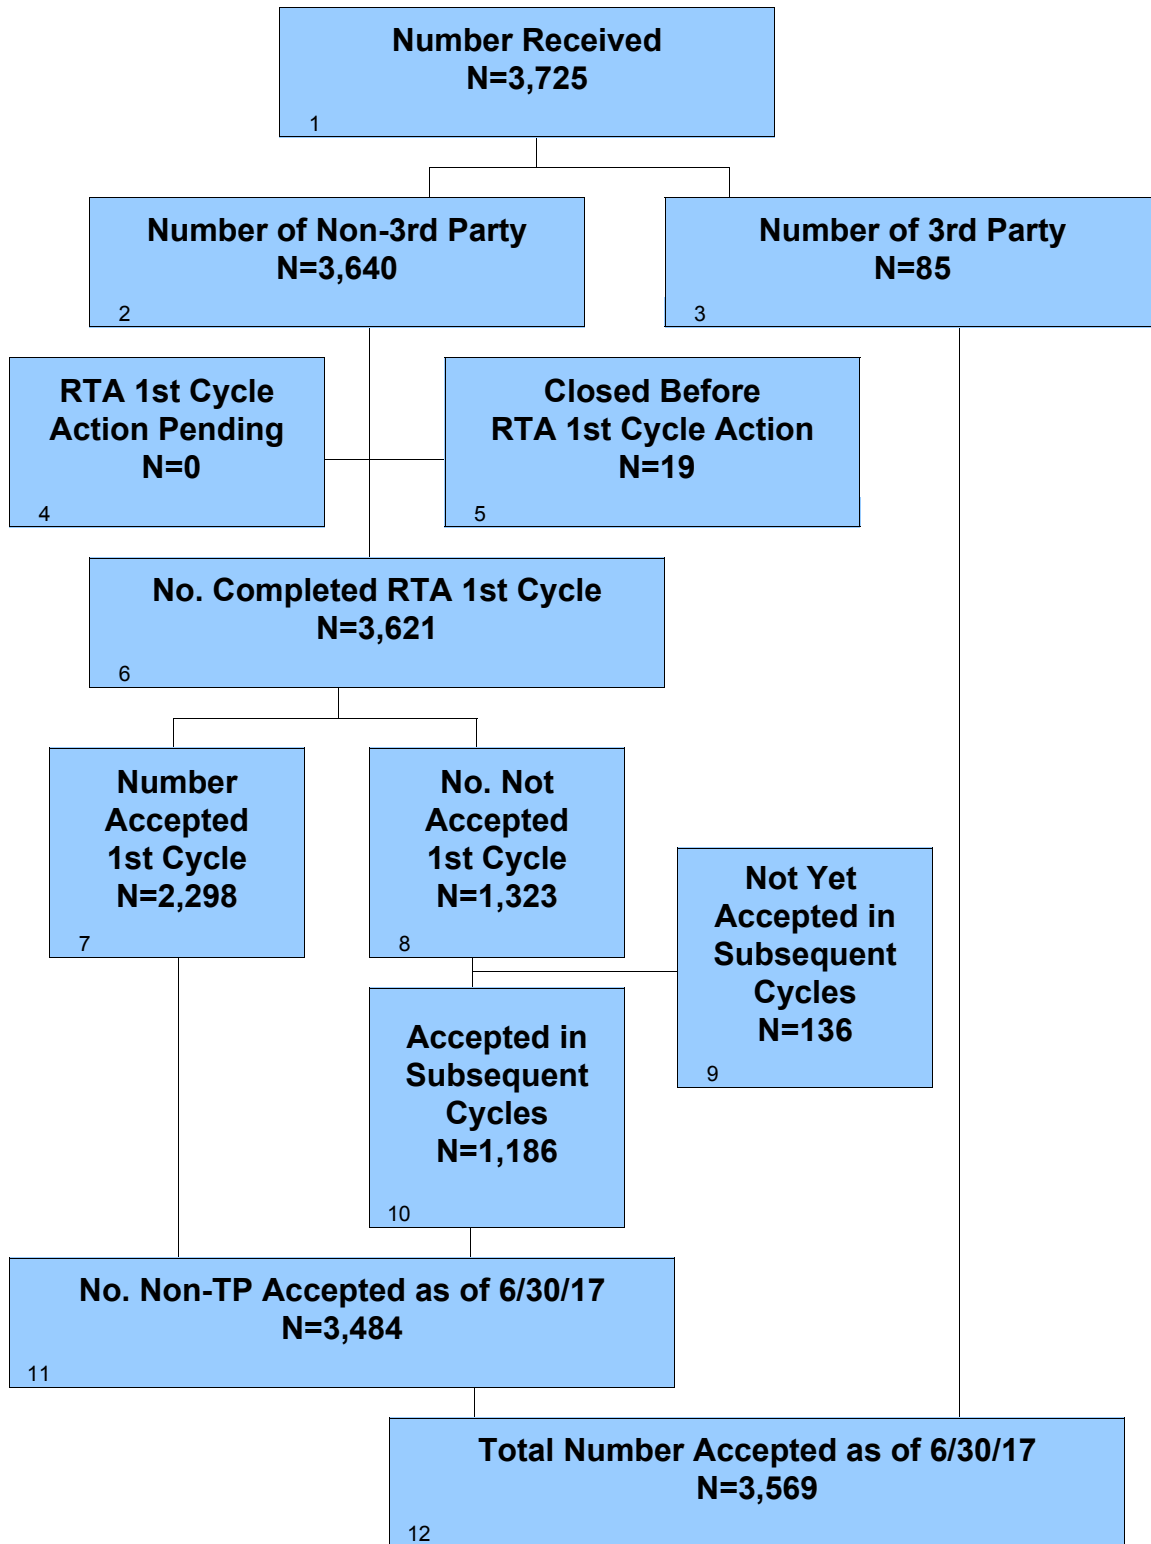 Number Received
N=3,725
1
Number of Non-3rd Party
N=3,640
2
Number of 3rd Party
N=85
3
RTA 1st Cycle
Action Pending
N=0
4
Closed Before
RTA 1st Cycle Action
N=19
5
No. Completed RTA 1st Cycle
N=3,621
6
Number
Accepted
1st Cycle
N=2,298
7
No. Not
Accepted
1st Cycle
N=1,323
8
Not Yet
Accepted in
Subsequent
Cycles
N=136
9
Accepted in
Subsequent
Cycles
N=1,186
10
No. Non-TP Accepted as of 6/30/17
N=3,484
11
Total Number Accepted as of 6/30/17
N=3,569
12